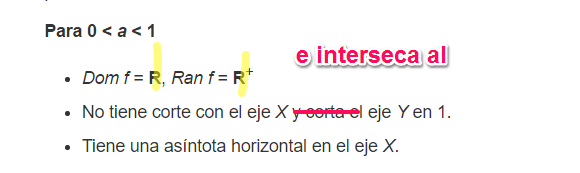 Para 0 < a < 1
e interseca al
Dom f = R, Ran f = R⁺
No tiene corte con el eje X y corta el eje Y en 1.
Tiene una asíntota horizontal en el eje X.